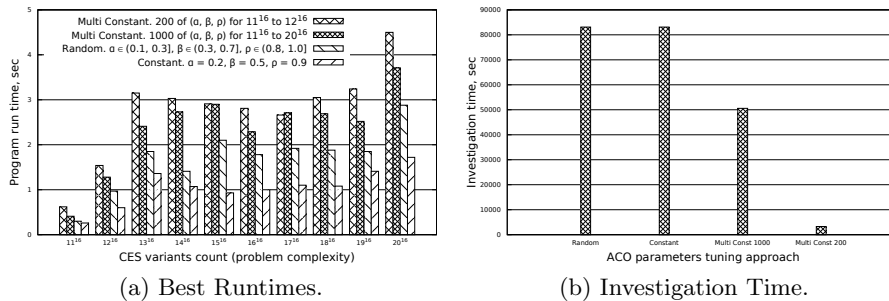 Multi Constant. 200 of (α, β, ρ) for 11^16 to 12^16
Multi Constant. 1000 of (α, β, ρ) for 11^16 to 20^16
Random. α∈(0.1, 0.3], β∈(0.3, 0.7], ρ∈(0.8, 1.0]
Constant. α = 0.2, β = 0.5, ρ = 0.9
Program run time, sec
5
4
3
2
1
0
11^16 12^16 13^16 14^16 15^16 16^16 17^16 18^16 19^16 20^16
CES variants count (problem complexity)
(a) Best Runtimes.
Investigation time, sec
90000
80000
70000
60000
50000
40000
30000
20000
10000
0
Random Constant Multi Const 1000 Multi Const 200
ACO parameters tuning approach
(b) Investigation Time.